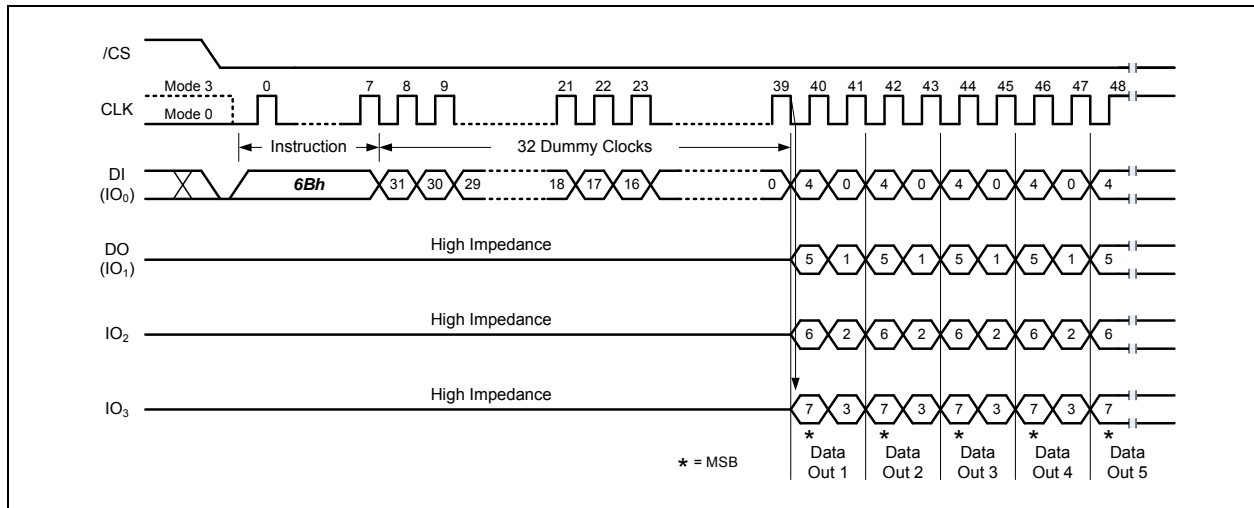 /CS
Mode 3 0 7 8 9 21 22 23 39 40 41 42 43 44 45 46 47 48
CLK
Mode 0
Instruction 32 Dummy Clocks
DI
(IO0)
6Bh 31 30 29 18 17 16 0 4 0 4 0 4 0 4 0 4
High Impedance
DO
(IO1)
5 1 5 1 5 1 5 1 5
High Impedance
IO2 6 2 6 2 6 2 6 2 6
High Impedance
IO3 7 3 7 3 7 3 7 3 7
* * * * *
* = MSB
Data Data Data Data Data
Out 1 Out 2 Out 3 Out 4 Out 5